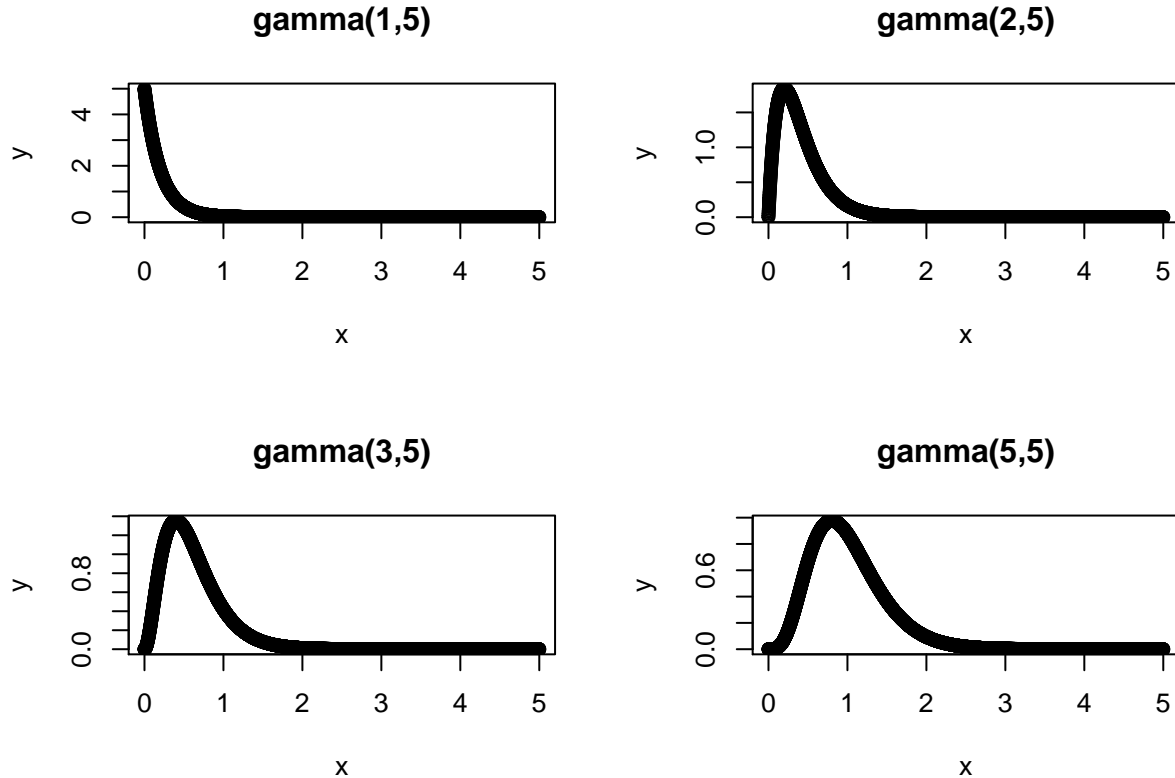 gamma(1,5)
y
4
2
0
0 1 2 3 4 5
x
gamma(2,5)
y
1.0
0.0
0 1 2 3 4 5
x
gamma(3,5)
y
0.8
0.0
0 1 2 3 4 5
x
gamma(5,5)
y
0.6
0.0
0 1 2 3 4 5
x